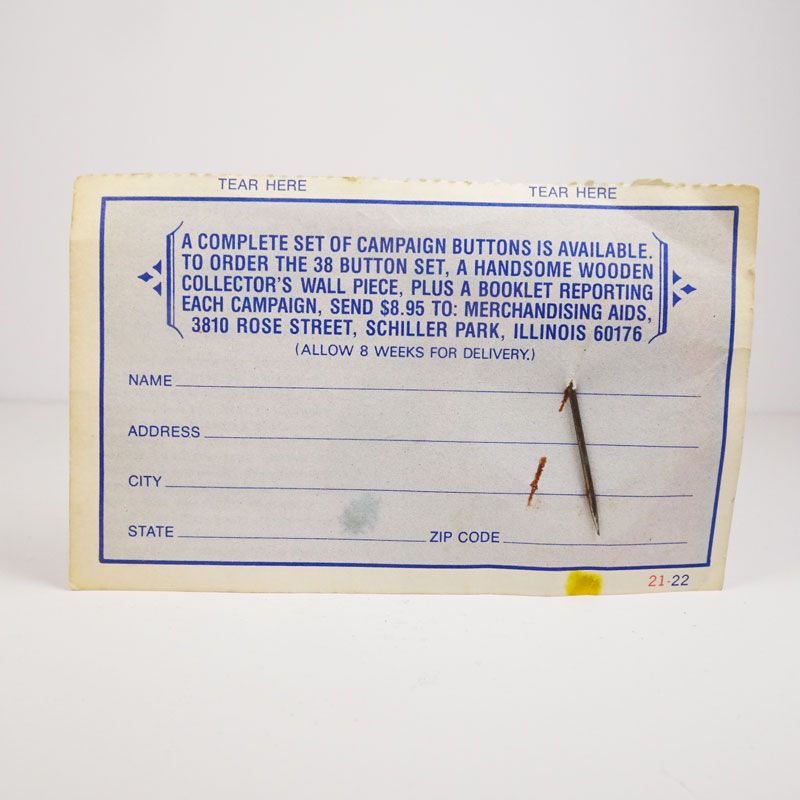 TEAR HERE TEAR HERE
A COMPLETE SET OF CAMPAIGN BUTTONS IS AVAILABLE.
TO ORDER THE 38 BUTTON SET, A HANDSOME WOODEN
COLLECTOR'S WALL PIECE, PLUS A BOOKLET REPORTING
EACH CAMPAIGN, SEND $8.95 TO: MERCHANDISING AIDS,
3810 ROSE STREET, SCHILLER PARK, ILLINOIS 60176
(ALLOW 8 WEEKS FOR DELIVERY.)
NAME
ADDRESS
CITY
STATE ZIP CODE
21-22